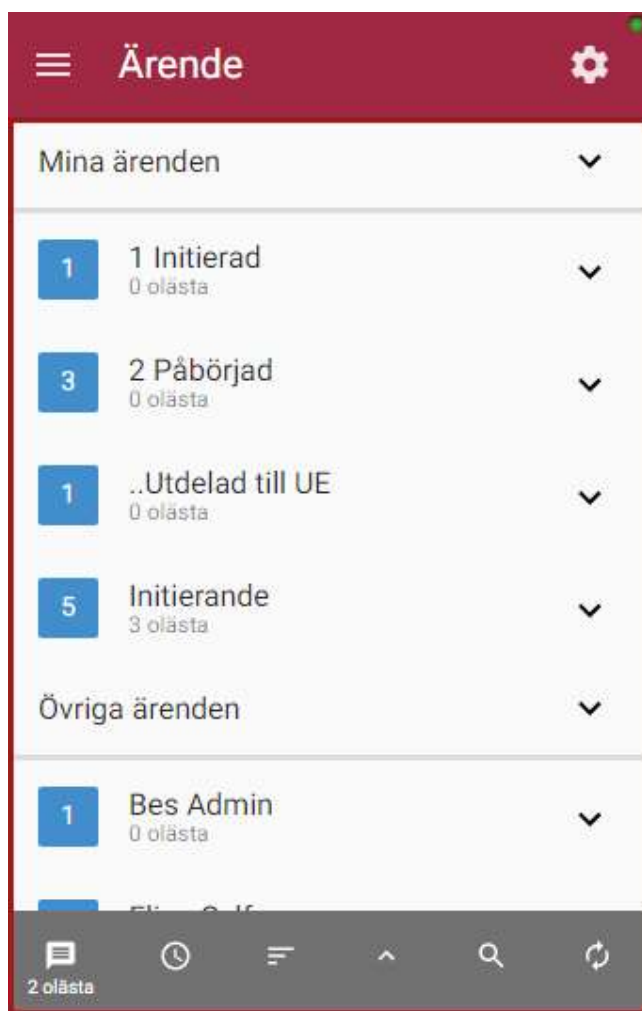 Ärende
Mina ärenden
1
1 Initierad
0 olästa
3
2 Påbörjad
0 olästa
1
..Utdelad till UE
0 olästa
5
Initierande
3 olästa
Övriga ärenden
1
Bes Admin
0 olästa
2 olästa